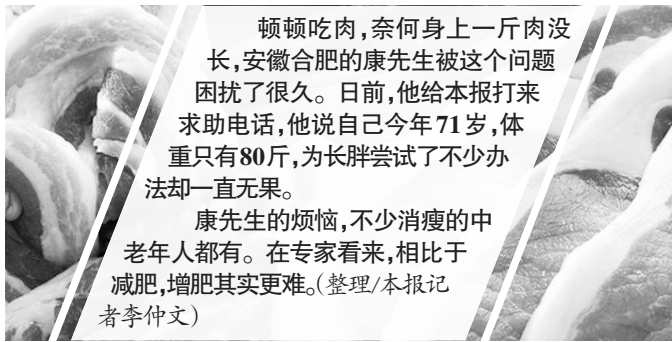 顿顿吃肉,奈何身上一斤肉没
长,安徽合肥的康先生被这个问题
困扰了很久。日前,他给本报打来
求助电话,他说自己今年71岁,体
重只有80斤,为长胖尝试了不少办
法却一直无果。
康先生的烦恼,不少消瘦的中
老年人都有。在专家看来,相比于
减肥,增肥其实更难。(整理/本报记
者李仲文)